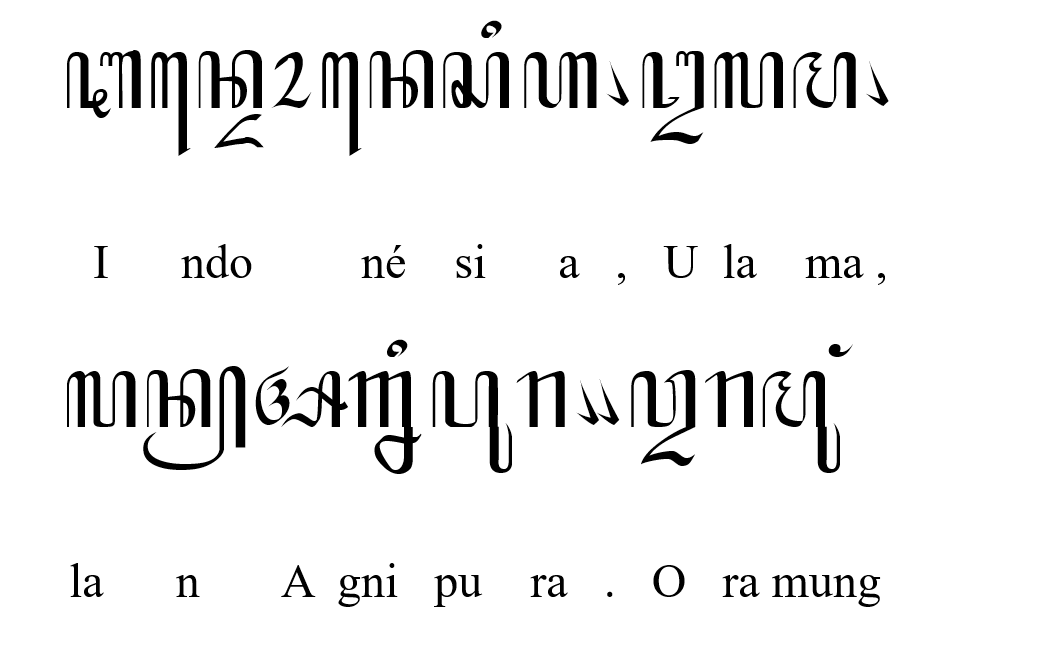 ꦆꦤ꧀ꦢꦺꦴꦤꦺꦱꦶꦲ꧈ꦈꦭꦩ꧈
I ndo né si a , U la ma ,
ꦭꦤ꧀ꦄꦒ꧀ꦤꦶꦥꦸꦫ꧉ꦎꦫꦩꦸꦁ
la n A gni pu ra . O ra mung